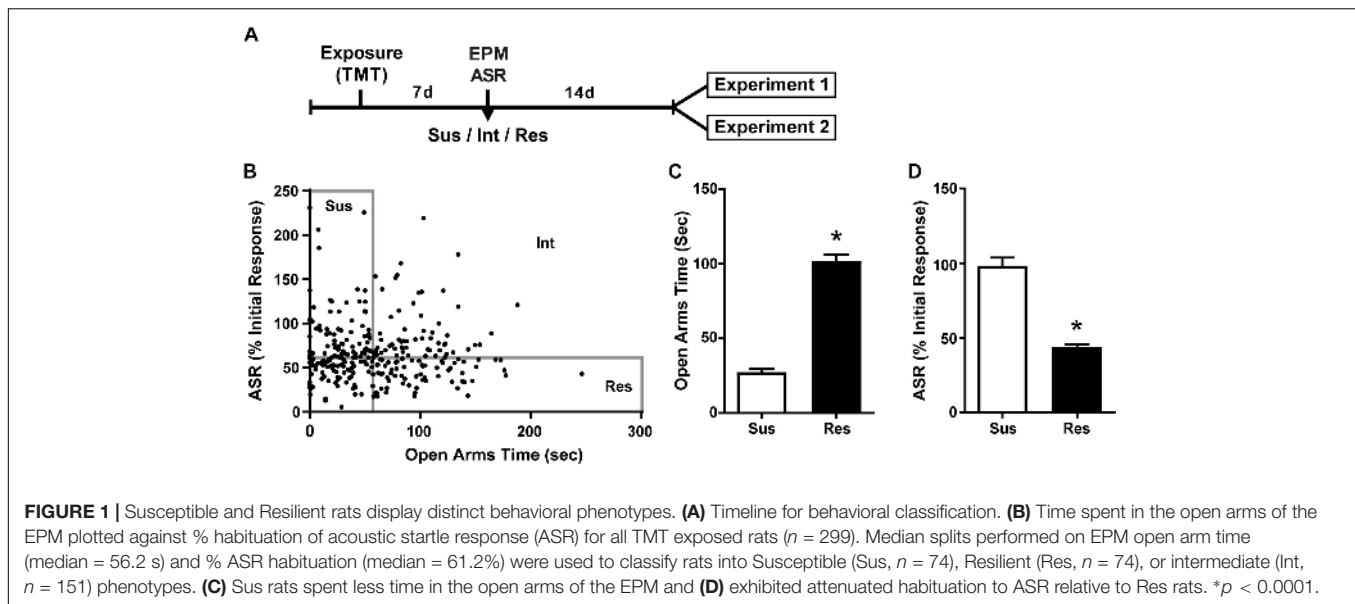 A
Exposure
(TMT)
EPM
ASR
7d
14d
Sus / Int / Res
Experiment 1
Experiment 2
B
250
200
150
100
50
0
ASR (% Initial Response)
Sus
Int
Res
0
100
200
300
Open Arms Time (sec)
C
150
100
50
0
Open Arms Time (Sec)
*
Sus
Res
D
150
100
50
0
ASR (% Initial Response)
*
Sus
Res
FIGURE 1 | Susceptible and Resilient rats display distinct behavioral phenotypes. (A) Timeline for behavioral classification. (B) Time spent in the open arms of the
EPM plotted against % habituation of acoustic startle response (ASR) for all TMT exposed rats (n = 299). Median splits performed on EPM open arm time
(median = 56.2 s) and % ASR habituation (median = 61.2%) were used to classify rats into Susceptible (Sus, n = 74), Resilient (Res, n = 74), or intermediate (Int,
n = 151) phenotypes. (C) Sus rats spent less time in the open arms of the EPM and (D) exhibited attenuated habituation to ASR relative to Res rats. *p < 0.0001.